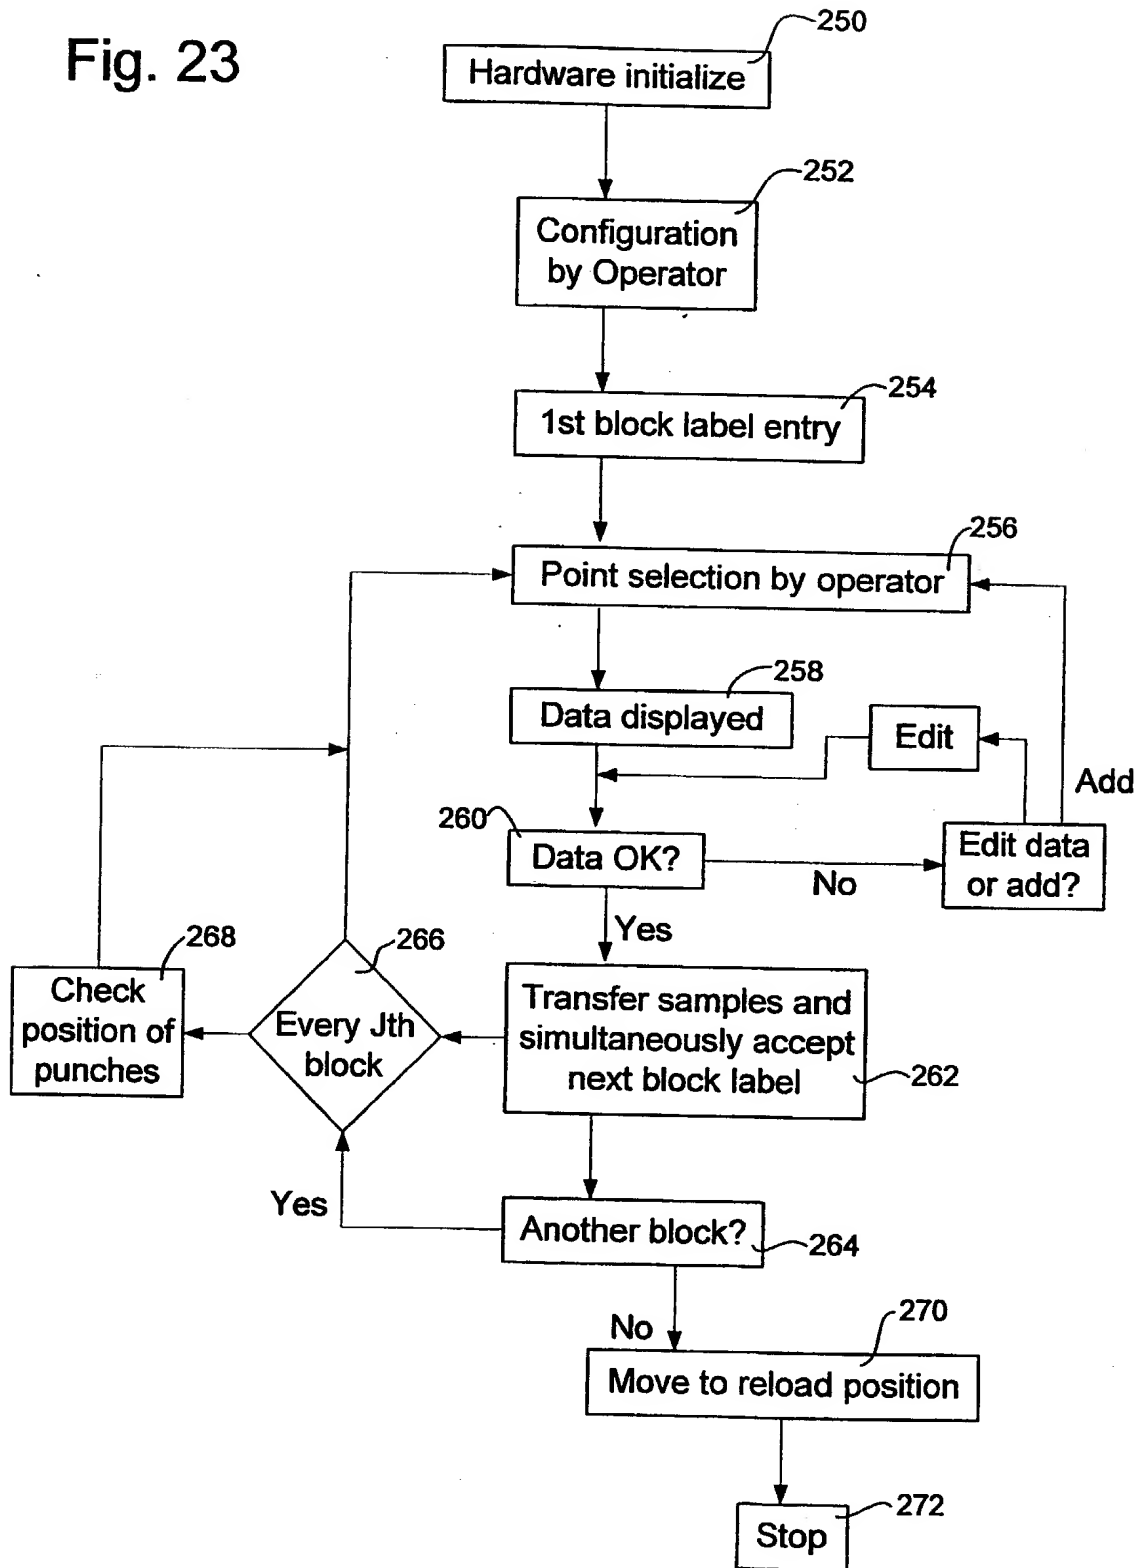 Fig. 23
250
Hardware initialize
252
Configuration
by Operator
254
1st block label entry
256
Point selection by operator
258
Data displayed
Edit
Add
260
Data OK?
No
Edit data
or add?
Yes
268
266
Check
position of
punches
Every Jth
block
Transfer samples and
simultaneously accept
next block label
262
Yes
Another block?
264
No
270
Move to reload position
272
Stop